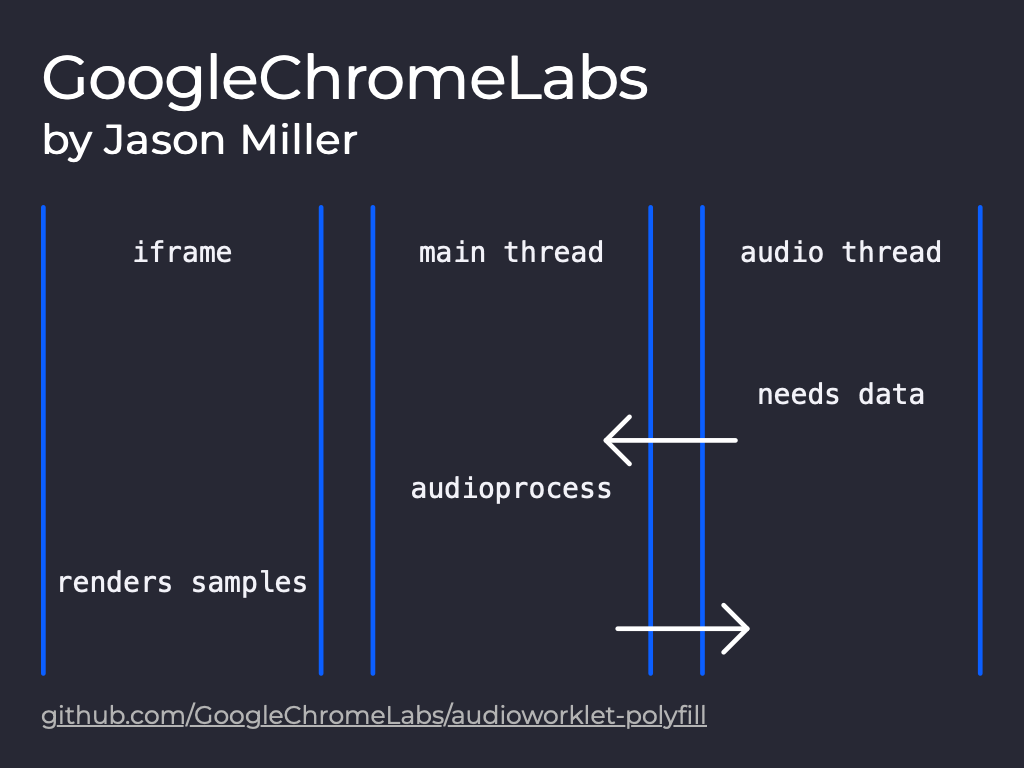 GoogleChromeLabs
by Jason Miller
iframe
main thread
audio thread
needs data
audioprocess
renders samples
github.com/GoogleChromeLabs/audioworklet-polyfill